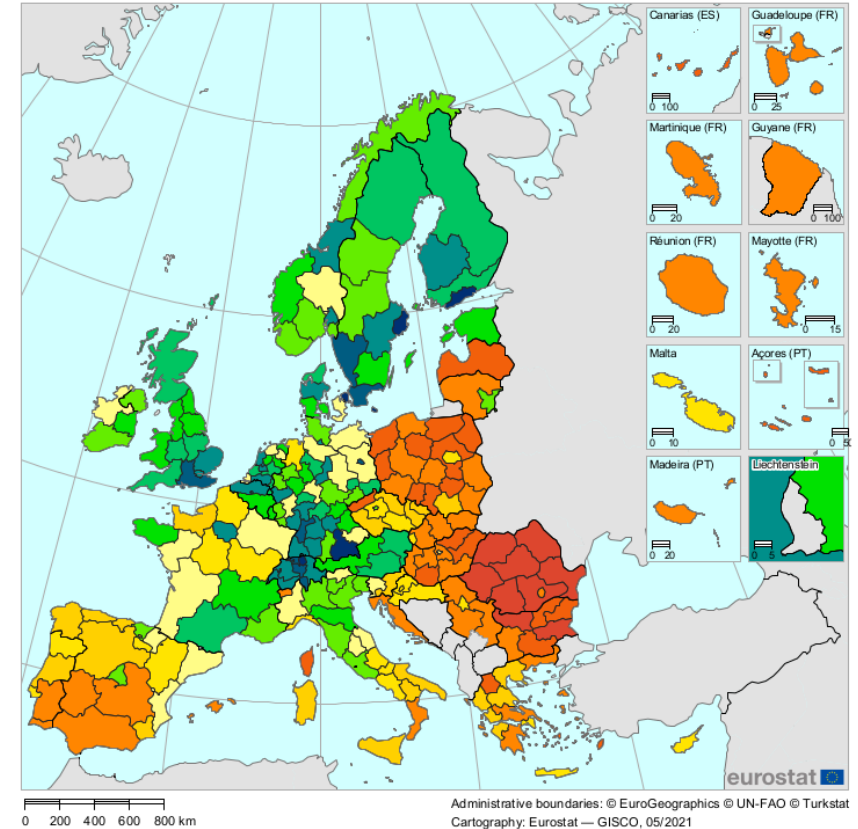 Canarias (ES)
0 100
Guadeloupe (FR)
0 25
Martinique (FR)
0 20
Guyane (FR)
0 100
Réunion (FR)
0 20
Mayotte (FR)
0 15
Malta
0 10
Açores (PT)
0 50
Madeira (PT)
0 20
Liechtenstein
0 5
eurostat
0 200 400 600 800 km
Administrative boundaries: © EuroGeographics © UN-FAO © Turkstat
Cartography: Eurostat — GISCO, 05/2021